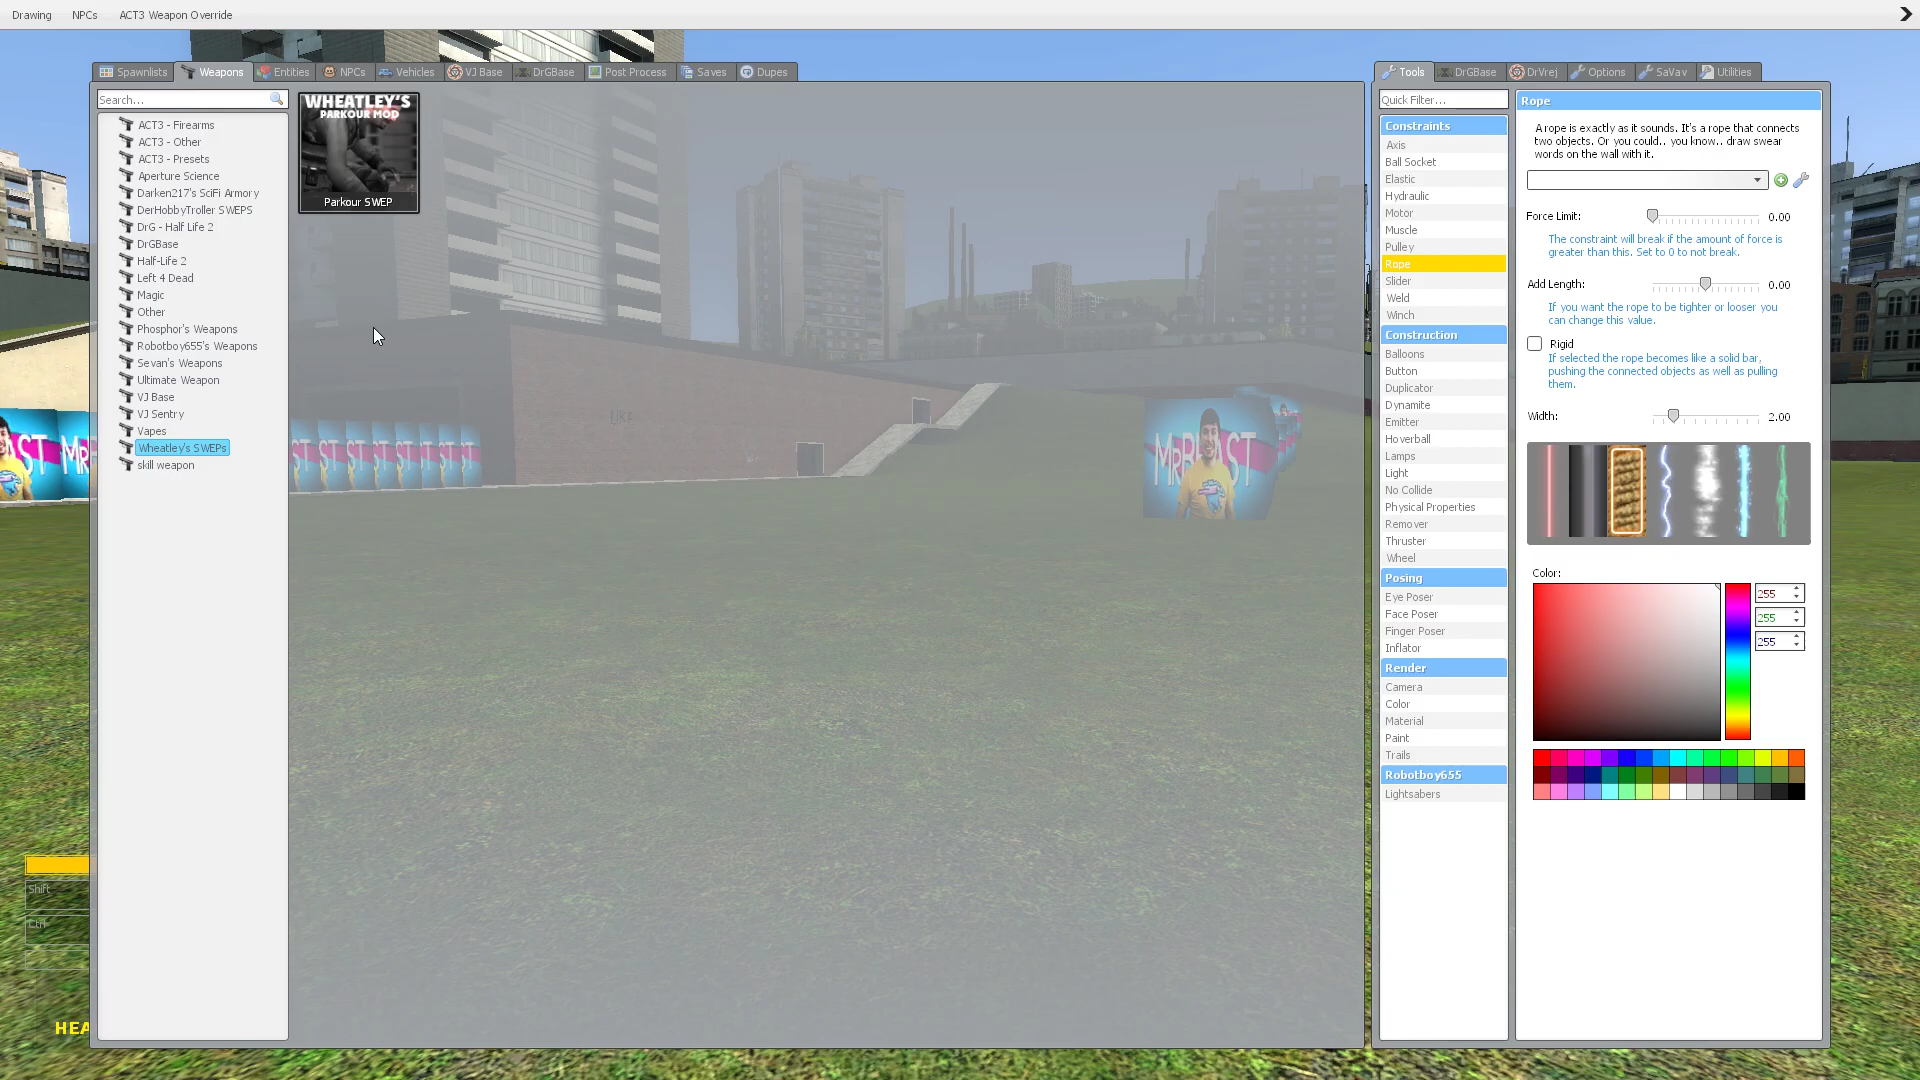 Drawing NPCs ACT3 Weapon Override
Spawnlists Weapons Entities NPCs Vehicles VJ Base DrGBase Post Process Saves Dupes
Search...
ACT3 - Firearms
ACT3 - Other
ACT3 - Presets
Aperture Science
Darken217's SciFi Armory
DerHobbyTroller SWEPS
DrG - Half Life 2
DrGBase
Half-Life 2
Left 4 Dead
Magic
Other
Phosphor's Weapons
Robotboy655's Weapons
Sevan's Weapons
Ultimate Weapon
VJ Base
VJ Sentry
Vapes
Wheatley's SWEPs
skill weapon
WHEATLEY'S
PARKOUR MOD
Parkour SWEP
MRBEAST
Shift
Ctrl
HEA
Tools DrGBase DrVrej Options SaVav Utilities
Quick Filter...
Constraints
Axis
Ball Socket
Elastic
Hydraulic
Motor
Muscle
Pulley
Rope
Slider
Weld
Winch
Construction
Balloons
Button
Duplicator
Dynamite
Emitter
Hoverball
Lamps
Light
No Collide
Physical Properties
Remover
Thruster
Wheel
Posing
Eye Poser
Face Poser
Finger Poser
Inflator
Render
Camera
Color
Material
Paint
Trails
Robotboy655
Lightsabers
Rope
A rope is exactly as it sounds. It's a rope that connects
two objects. Or you could.. you know.. draw swear
words on the wall with it.
Force Limit: 0.00
The constraint will break if the amount of force is
greater than this. Set to 0 to not break.
Add Length: 0.00
If you want the rope to be tighter or looser you
can change this value.
Rigid
If selected the rope becomes like a solid bar,
pushing the connected objects as well as pulling
them.
Width: 2.00
Color:
255
255
255